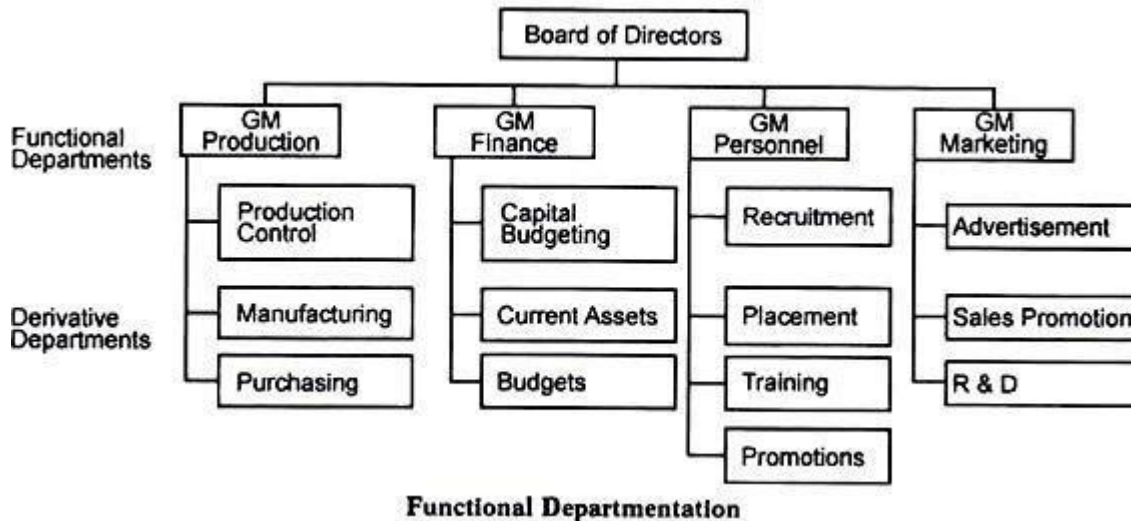 Board of Directors
Functional
Departments
GM
Production
GM
Finance
GM
Personnel
GM
Marketing
Production
Control
Capital
Budgeting
Recruitment
Advertisement
Derivative
Departments
Manufacturing
Current Assets
Placement
Sales Promotion
Purchasing
Budgets
Training
R & D
Promotions
Functional Departmentation